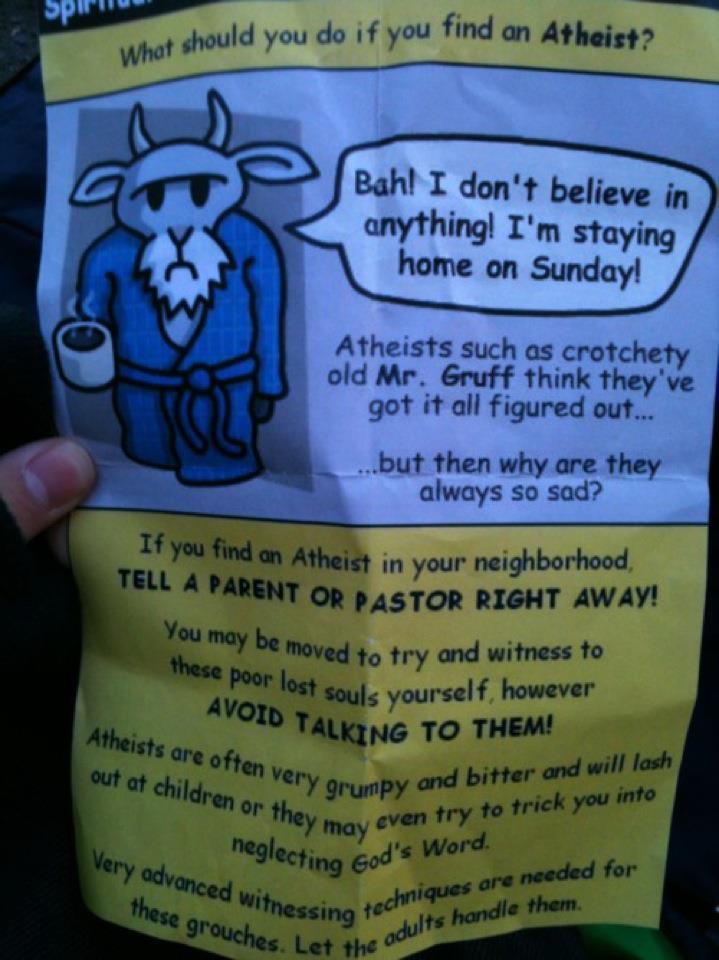 What should you do if you find an Atheist?
Bah! I don't believe in
anything! I'm staying
home on Sunday!
Atheists such as crotchety
old Mr. Gruff think they've
got it all figured out...
...but then why are they
always so sad?
If you find an Atheist in your neighborhood,
TELL A PARENT OR PASTOR RIGHT AWAY!
You may be moved to try and witness to
these poor lost souls yourself, however
AVOID TALKING TO THEM!
Atheists are often very grumpy and bitter and will lash
out at children or they may even try to trick you into
neglecting God's Word.
Very advanced witnessing techniques are needed for
these grouches. Let the adults handle them.